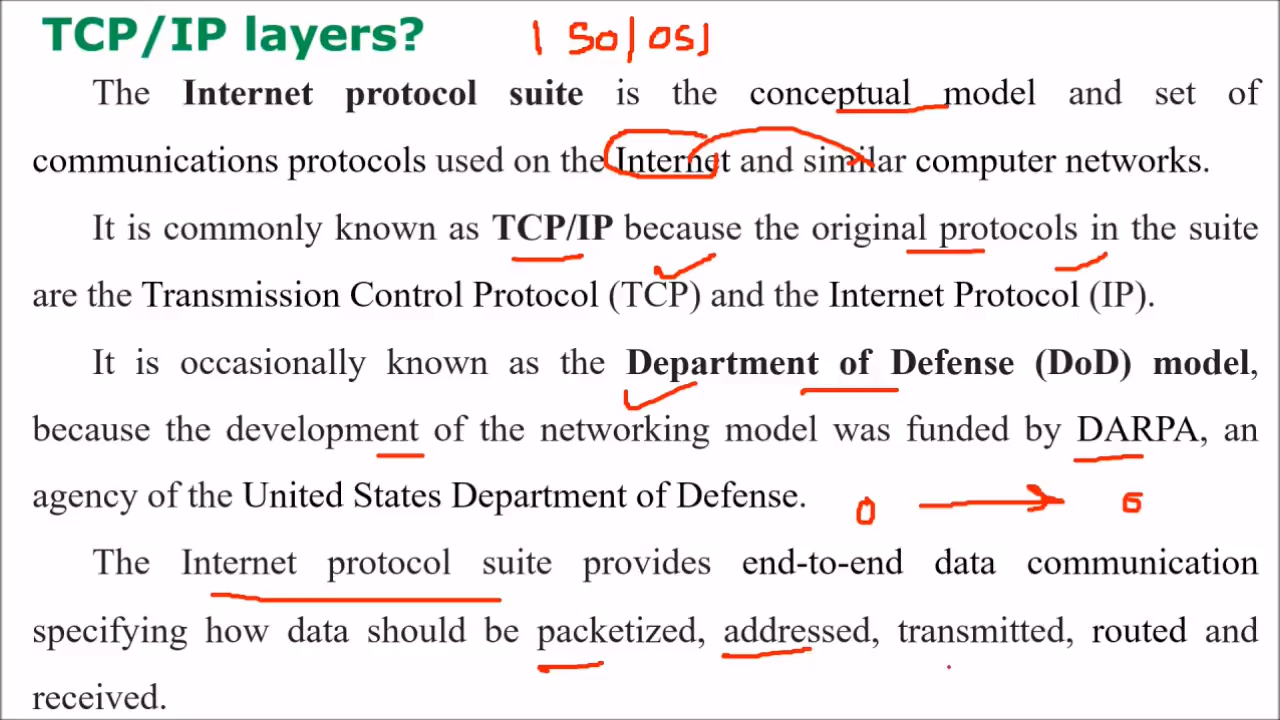 TCP/IP layers? ISO/OSI
The Internet protocol suite is the conceptual model and set of
communications protocols used on the Internet and similar computer networks.
It is commonly known as TCP/IP because the original protocols in the suite
are the Transmission Control Protocol (TCP) and the Internet Protocol (IP).
It is occasionally known as the Department of Defense (DoD) model,
because the development of the networking model was funded by DARPA, an
agency of the United States Department of Defense.
The Internet protocol suite provides end-to-end data communication
specifying how data should be packetized, addressed, transmitted, routed and
received.